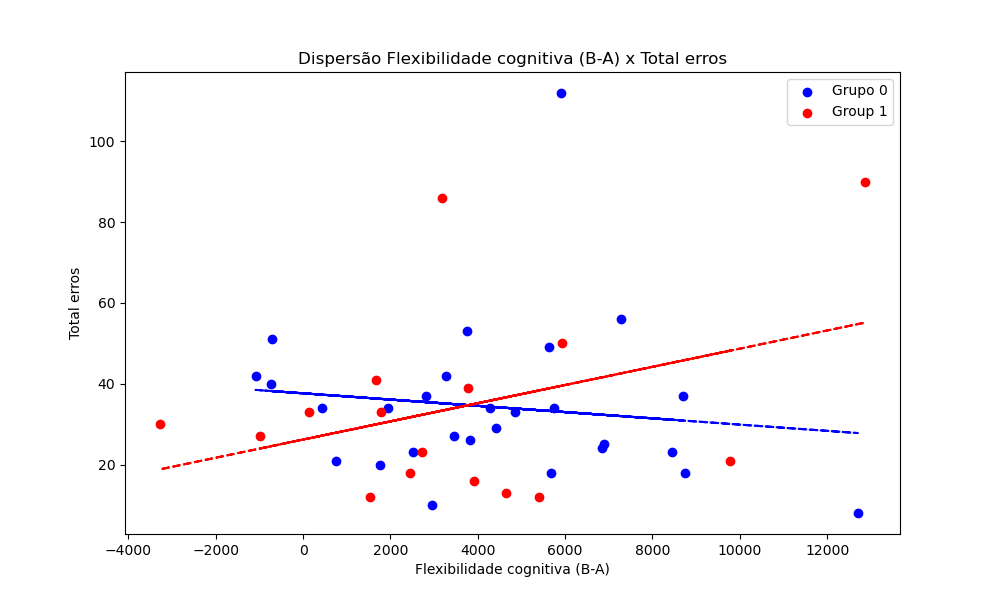 Dispersão Flexibilidade cognitiva (B-A) x Total erros
Grupo 0
Group 1
Total erros
100
80
60
40
20
−4000
−2000
0
2000
4000
6000
8000
10000
12000
Flexibilidade cognitiva (B-A)